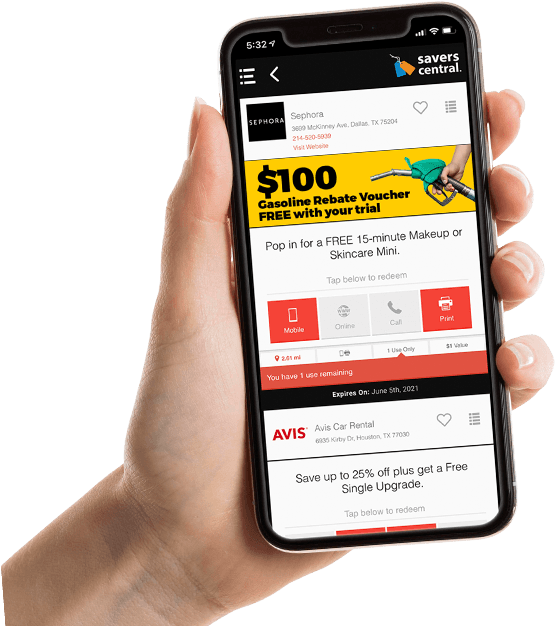 5:32
savers
central.
SEPHORA
Sephora
3699 McKinney Ave, Dallas, TX 75204
214-520-5939
Visit Website
$100
Gasoline Rebate Voucher
FREE with your trial
Pop in for a FREE 15-minute Makeup or
Skincare Mini.
Tap below to redeem
Mobile Online Call Print
2.01 mi 1 Use Only $1 Value
You have 1 use remaining
Expires On: June 5th, 2021
AVIS
Avis Car Rental
6935 Kirby Dr, Houston, TX 77030
Save up to 25% off plus get a Free
Single Upgrade.
Tap below to redeem